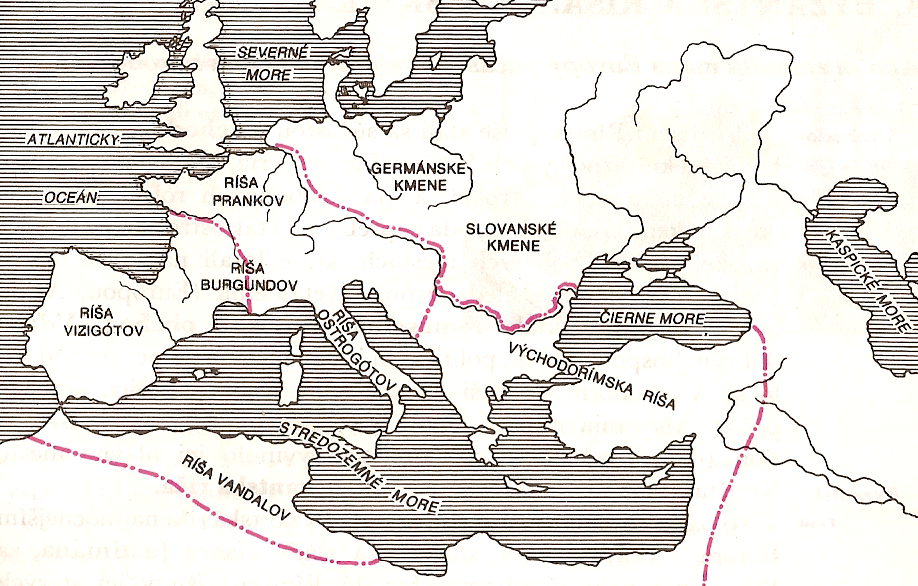 SEVERNÉ
MORE
ATLANTICKÝ
OCEÁN
GERMÁNSKE
KMENE
RÍŠA
PRANKOV
SLOVANSKÉ
KMENE
RÍŠA
BURGUNDOV
KASPICKÉ MORE
RÍŠA
VIZIGÓTOV
RÍŠA
OSTROGÓTOV
ČIERNE MORE
VÝCHODORÍMSKA RÍŠA
STREDOZEMNÉ MORE
RÍŠA VANDALOV